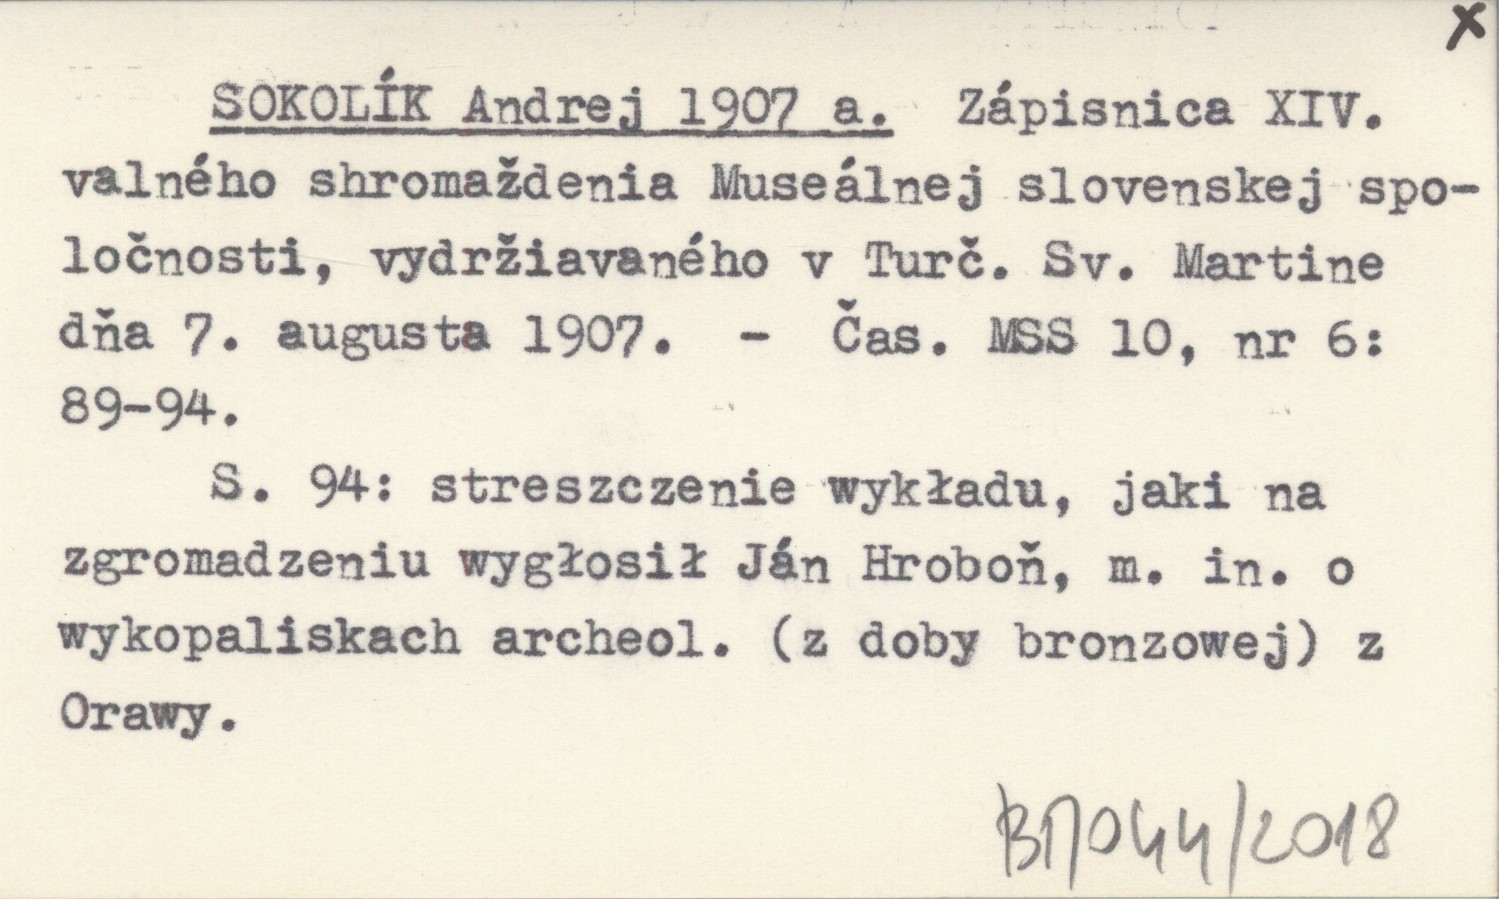 x
SOKOLÍK Andrej 1907 a. Zápisnica XIV.
valného shromaždenia Museálnej slovenskej spo-
ločnosti, vydržiavaného v Turč. Sv. Martine
dňa 7. augusta 1907. - Čas. MSS 10, nr 6:
89-94.
S. 94: streszczenie wykładu, jaki na
zgromadzeniu wygłosił Ján Hroboň, m. in. o
wykopaliskach archeol. (z doby bronzowej) z
Orawy.